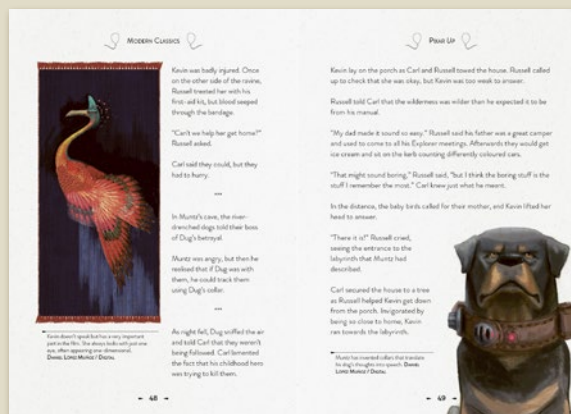 MODERN CLASSICS
Kevin was badly injured. Once
on the other side of the ravine,
Russell treated her with his
first-aid kit, but blood seeped
through the bandage.
"Can't we help her get home?"
Russell asked.
Carl said they could, but they
had to hurry.
***
In Muntz's cave, the river-
drenched dogs told their boss
of Dug's betrayal.
Muntz was angry, but then he
realised that if Dug was with
them, he could track them
using Dug's collar.
***
As night fell, Dug sniffed the air
and told Carl that they weren't
being followed. Carl lamented
the fact that his childhood hero
was trying to kill them.
Kevin doesn't speak but has a very important
part in the film. She always looks with just one
eye, often appearing one-dimensional.
DANIEL LÓPEZ MUÑOZ / DIGITAL
48
PIXAR UP
Kevin lay on the porch as Carl and Russell towed the house. Russell called
up to check that she was okay, but Kevin was too weak to answer.
Russell told Carl that the wilderness was wilder than he expected it to be
from his manual.
"My dad made it sound so easy." Russell said his father was a great camper
and used to come to all his Explorer meetings. Afterwards they would get
ice cream and sit on the kerb counting differently coloured cars.
"That might sound boring," Russell said, "but I think the boring stuff is the
stuff I remember the most." Carl knew just what he meant.
In the distance, the baby birds called for their mother, and Kevin lifted her
head to answer.
"There it is!" Russell cried,
seeing the entrance to the
labyrinth that Muntz had
described.
Carl secured the house to a tree
as Russell helped Kevin get down
from the porch. Invigorated by
being so close to home, Kevin
ran towards the labyrinth.
Muntz has invented collars that translate
his dog's thoughts into speech. DANIEL
LÓPEZ MUÑOZ / DIGITAL
49